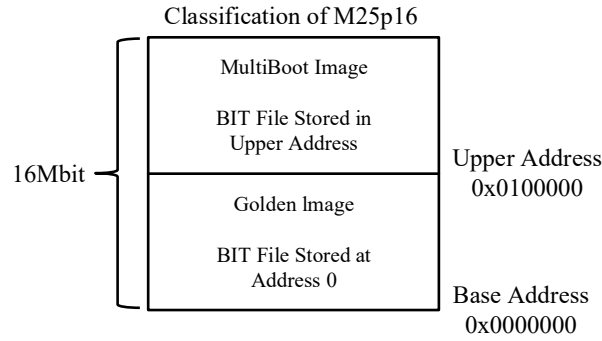 Classification of M25p16
MultiBoot Image
BIT File Stored in
Upper Address
16Mbit
Upper Address
0x0100000
Golden lmage
BIT File Stored at
Address 0
Base Address
0x0000000